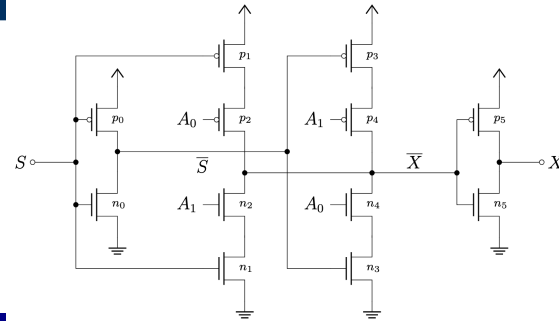 p₁
p₃
p₀
A₀
p₂
A₁
p₄
p₅
S
S̅
X̅
X
n₀
A₁
n₂
A₀
n₄
n₅
n₁
n₃